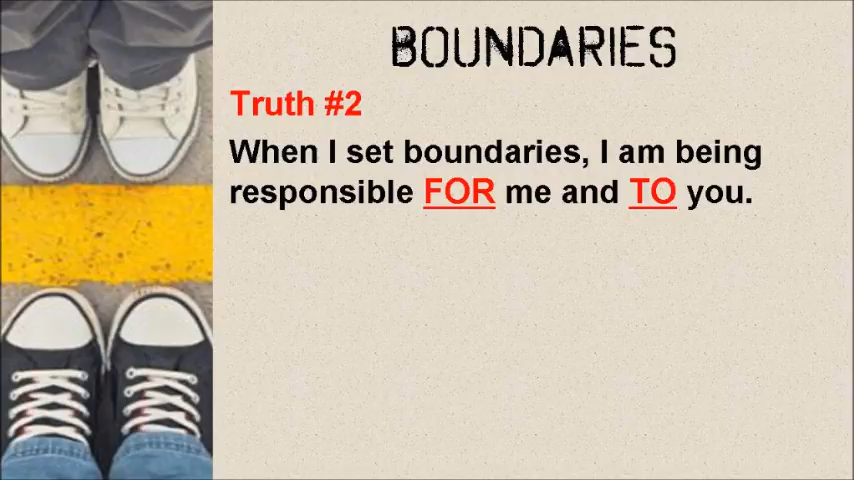 BOUNDARIES
Truth #2
When I set boundaries, I am being
responsible FOR me and TO you.